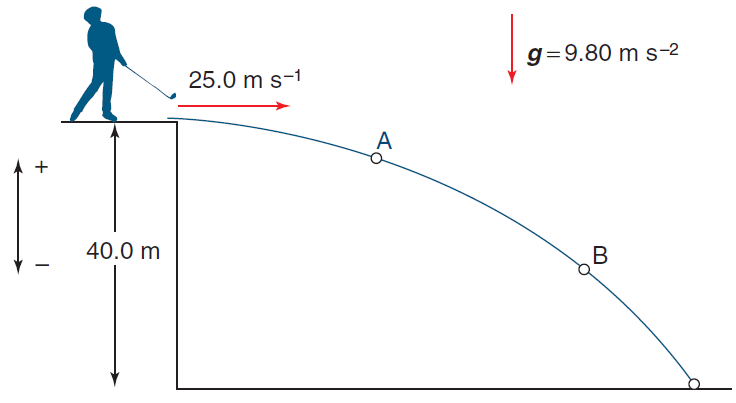 25.0 m s⁻¹
g = 9.80 m s⁻²
A
+
40.0 m
B
–